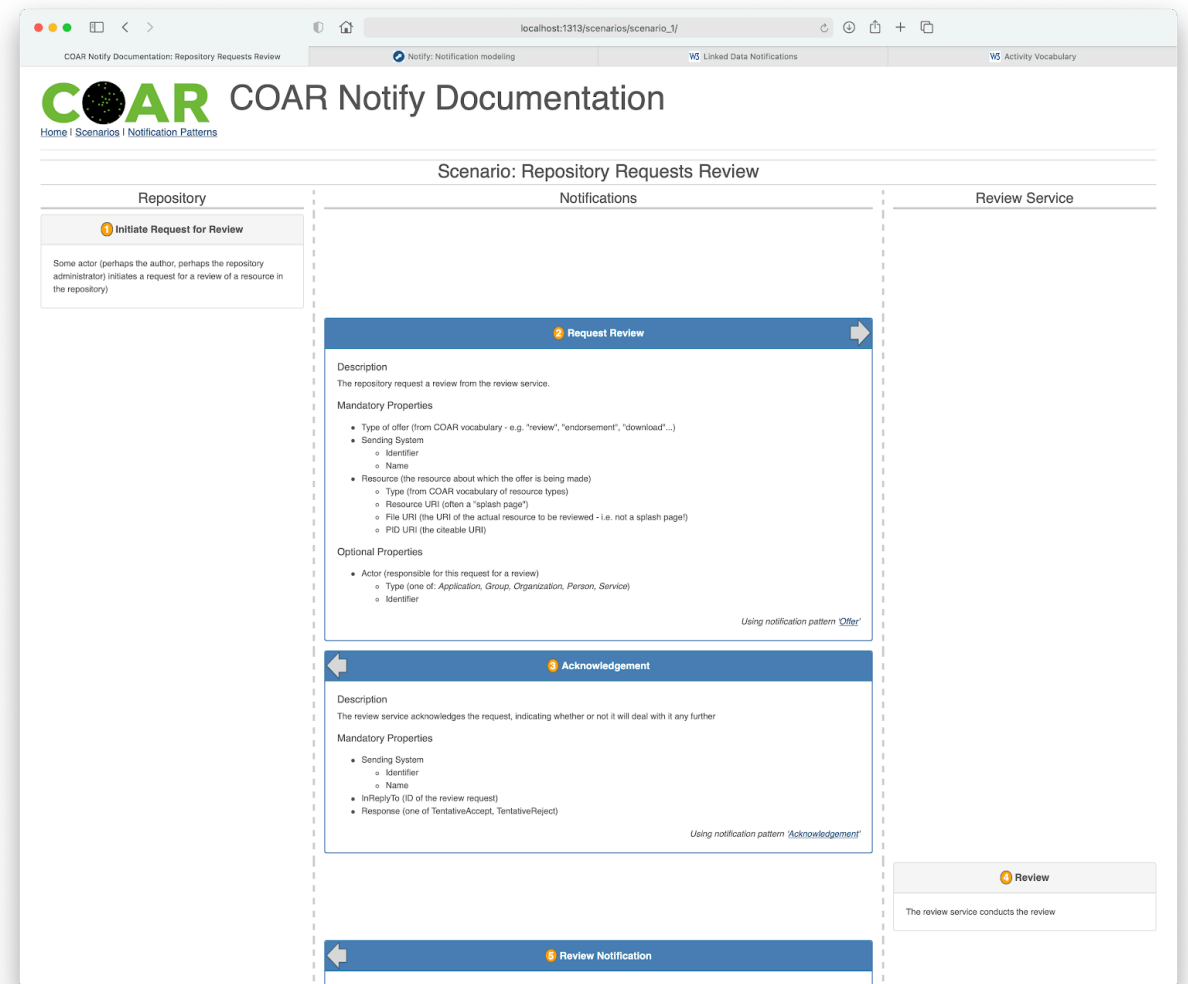 localhost:1313/scenarios/scenario_1/
COAR Notify Documentation: Repository Requests Review
Notify: Notification modeling
W3 Linked Data Notifications
W3 Activity Vocabulary
COAR
COAR Notify Documentation
Home | Scenarios | Notification Patterns
Scenario: Repository Requests Review
Repository
Notifications
Review Service
1 Initiate Request for Review
Some actor (perhaps the author, perhaps the repository
administrator) initiates a request for a review of a resource in
the repository)
2 Request Review
Description
The repository request a review from the review service.
Mandatory Properties
Type of offer (from COAR vocabulary - e.g. "review", "endorsement", "download"...)
Sending System
Identifier
Name
Resource (the resource about which the offer is being made)
Type (from COAR vocabulary of resource types)
Resource URI (often a "splash page")
File URI (the URI of the actual resource to be reviewed - i.e. not a splash page!)
PID URI (the citeable URI)
Optional Properties
Actor (responsible for this request for a review)
Type (one of: Application, Group, Organization, Person, Service)
Identifier
Using notification pattern 'Offer'
3 Acknowledgement
Description
The review service acknowledges the request, indicating whether or not it will deal with it any further
Mandatory Properties
Sending System
Identifier
Name
InReplyTo (ID of the review request)
Response (one of TentativeAccept, TentativeReject)
Using notification pattern 'Acknowledgement'
4 Review
The review service conducts the review
5 Review Notification